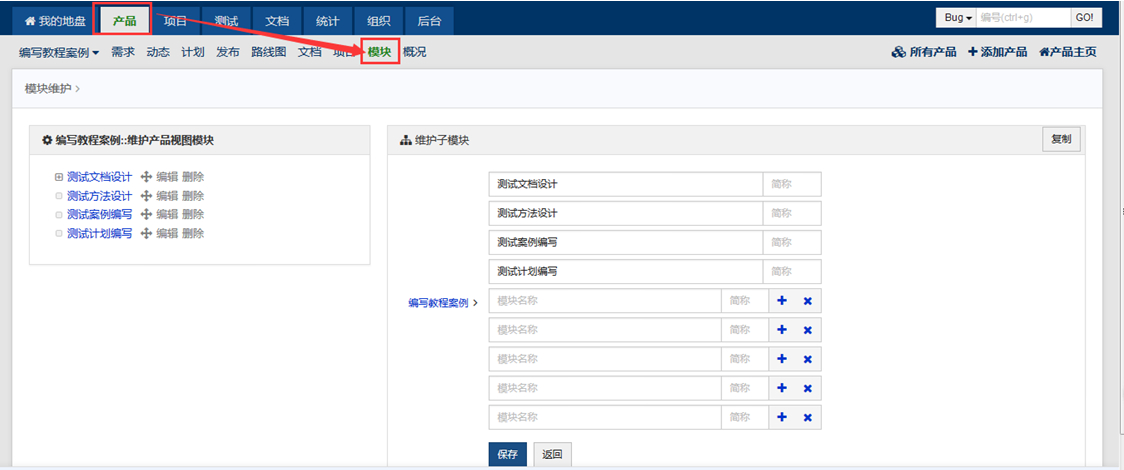 我的地盘 产品 项目 测试 文档 统计 组织 后台 Bug 编号(ctrl+g) GO!
编写教程案例 需求 动态 计划 发布 路线图 文档 项目 模块 概况 所有产品 添加产品 产品主页
模块维护
编写教程案例::维护产品视图模块
测试文档设计 编辑 删除
测试方法设计 编辑 删除
测试案例编写 编辑 删除
测试计划编写 编辑 删除
维护子模块 复制
测试文档设计 简称
测试方法设计 简称
测试案例编写 简称
测试计划编写 简称
编写教程案例 模块名称 简称
模块名称 简称
模块名称 简称
模块名称 简称
模块名称 简称
保存 返回